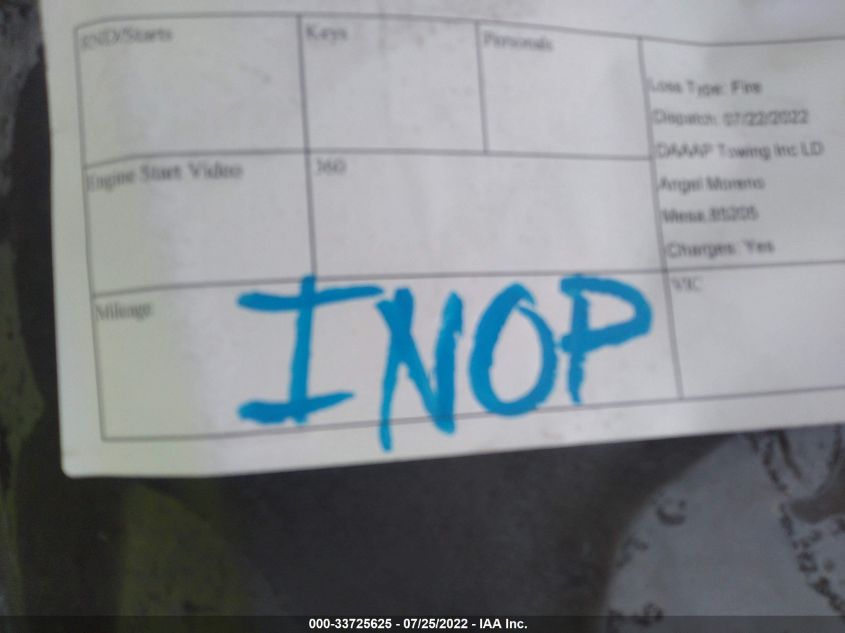 RND/Starts
Keys
Personals
Loss Type: Fire
Dispatch: 07/22/2022
DAAAP Towing Inc LD
Angel Moreno
Mesa, 85205
Charges: Yes
Engine Start Video
360
Mileage
INOP
VIC
000-33725625 - 07/25/2022 - IAA Inc.